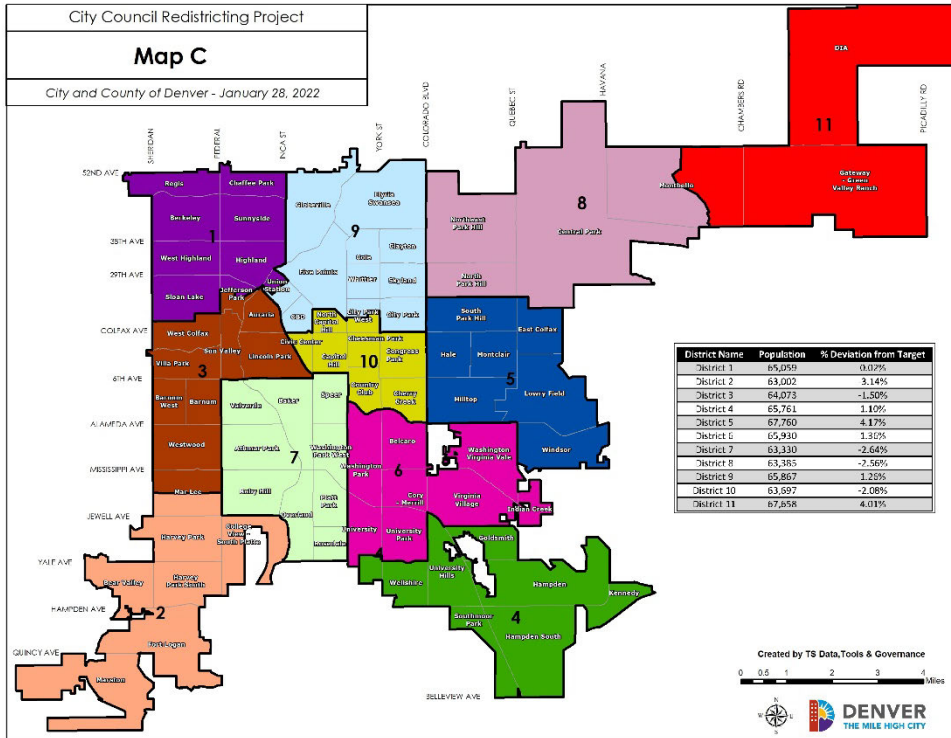 City Council Redistricting Project
Map C
City and County of Denver - January 28, 2022
SHERIDAN
FEDERAL
INCA ST
YORK ST
COLORADO BLVD
QUEBEC ST
HAVANA
CHAMBERS RD
PICADILLY RD
52ND AVE
38TH AVE
29TH AVE
COLFAX AVE
6TH AVE
ALAMEDA AVE
MISSISSIPPI AVE
JEWELL AVE
YALE AVE
HAMPDEN AVE
QUINCY AVE
BELLEVIEW AVE
DIA
11
Gateway
- Green
Valley Ranch
Montbello
8
Central Park
Northeast
Park Hill
North
Park Hill
Regis
Chaffee Park
Berkeley
Sunnyside
1
West Highland
Highland
Sloan Lake
Jefferson
Park
Union
Station
Globeville
Elyria
Swansea
9
Cole
Clayton
Five Points
Whittier
Skyland
CBD
City Park
West
City Park
North
Capitol
Hill
Cheesman Park
Civic Center
Capitol
Hill
10
Congress
Park
Country
Club
Cherry
Creek
Auraria
West Colfax
Sun Valley
Lincoln Park
Villa Park
3
Barnum
West
Barnum
Westwood
Mar Lee
South
Park Hill
East Colfax
Hale
Montclair
5
Hilltop
Lowry Field
Windsor
Valverde
Baker
Speer
Athmar Park
7
Washington
Park West
Ruby Hill
Overland
Platt
Park
Rosedale
Belcaro
Washington
Virginia Vale
6
Washington
Park
Cory
- Merrill
Virginia
Village
Indian Creek
University
University
Park
Harvey Park
College
View -
South Platte
Bear Valley
Harvey
Park South
2
Fort Logan
Marston
Goldsmith
University
Hills
Wellshire
Hampden
Kennedy
Southmoor
Park
4
Hampden South
District Name Population % Deviation from Target
District 1 65,059 0.02%
District 2 63,002 3.14%
District 3 64,073 -1.50%
District 4 65,761 1.10%
District 5 67,760 4.17%
District 6 65,930 1.36%
District 7 63,330 -2.64%
District 8 63,385 -2.56%
District 9 65,867 1.26%
District 10 63,697 -2.08%
District 11 67,658 4.01%
Created by TS Data,Tools & Governance
0 0.5 1 2 3 4
Miles
N
W E
S
DENVER
THE MILE HIGH CITY